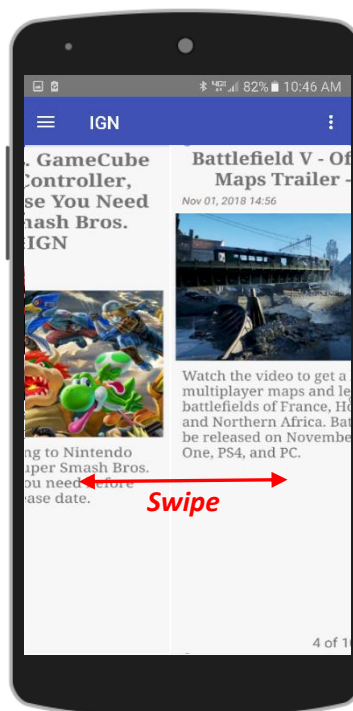 82% 10:46 AM
IGN
. GameCube
Controller,
se You Need
mash Bros.
IGN
ng to Nintendo
uper Smash Bros.
ou need before
ease date.
Battlefield V - Of
Maps Trailer -
Nov 01, 2018 14:56
Watch the video to get a
multiplayer maps and le
battlefields of France, Ho
and Northern Africa. Bat
be released on Novembe
One, PS4, and PC.
Swipe
4 of 10